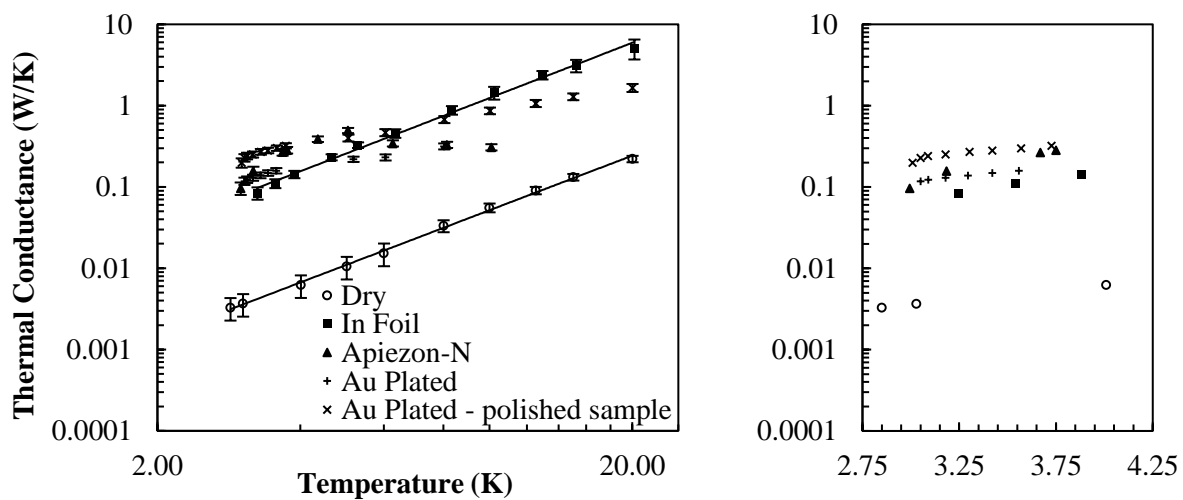 Thermal Conductance (W/K)
10
1
0.1
0.01
0.001
0.0001
2.00
20.00
Temperature (K)
Dry
In Foil
Apiezon-N
Au Plated
Au Plated - polished sample
10
1
0.1
0.01
0.001
0.0001
2.75
3.25
3.75
4.25